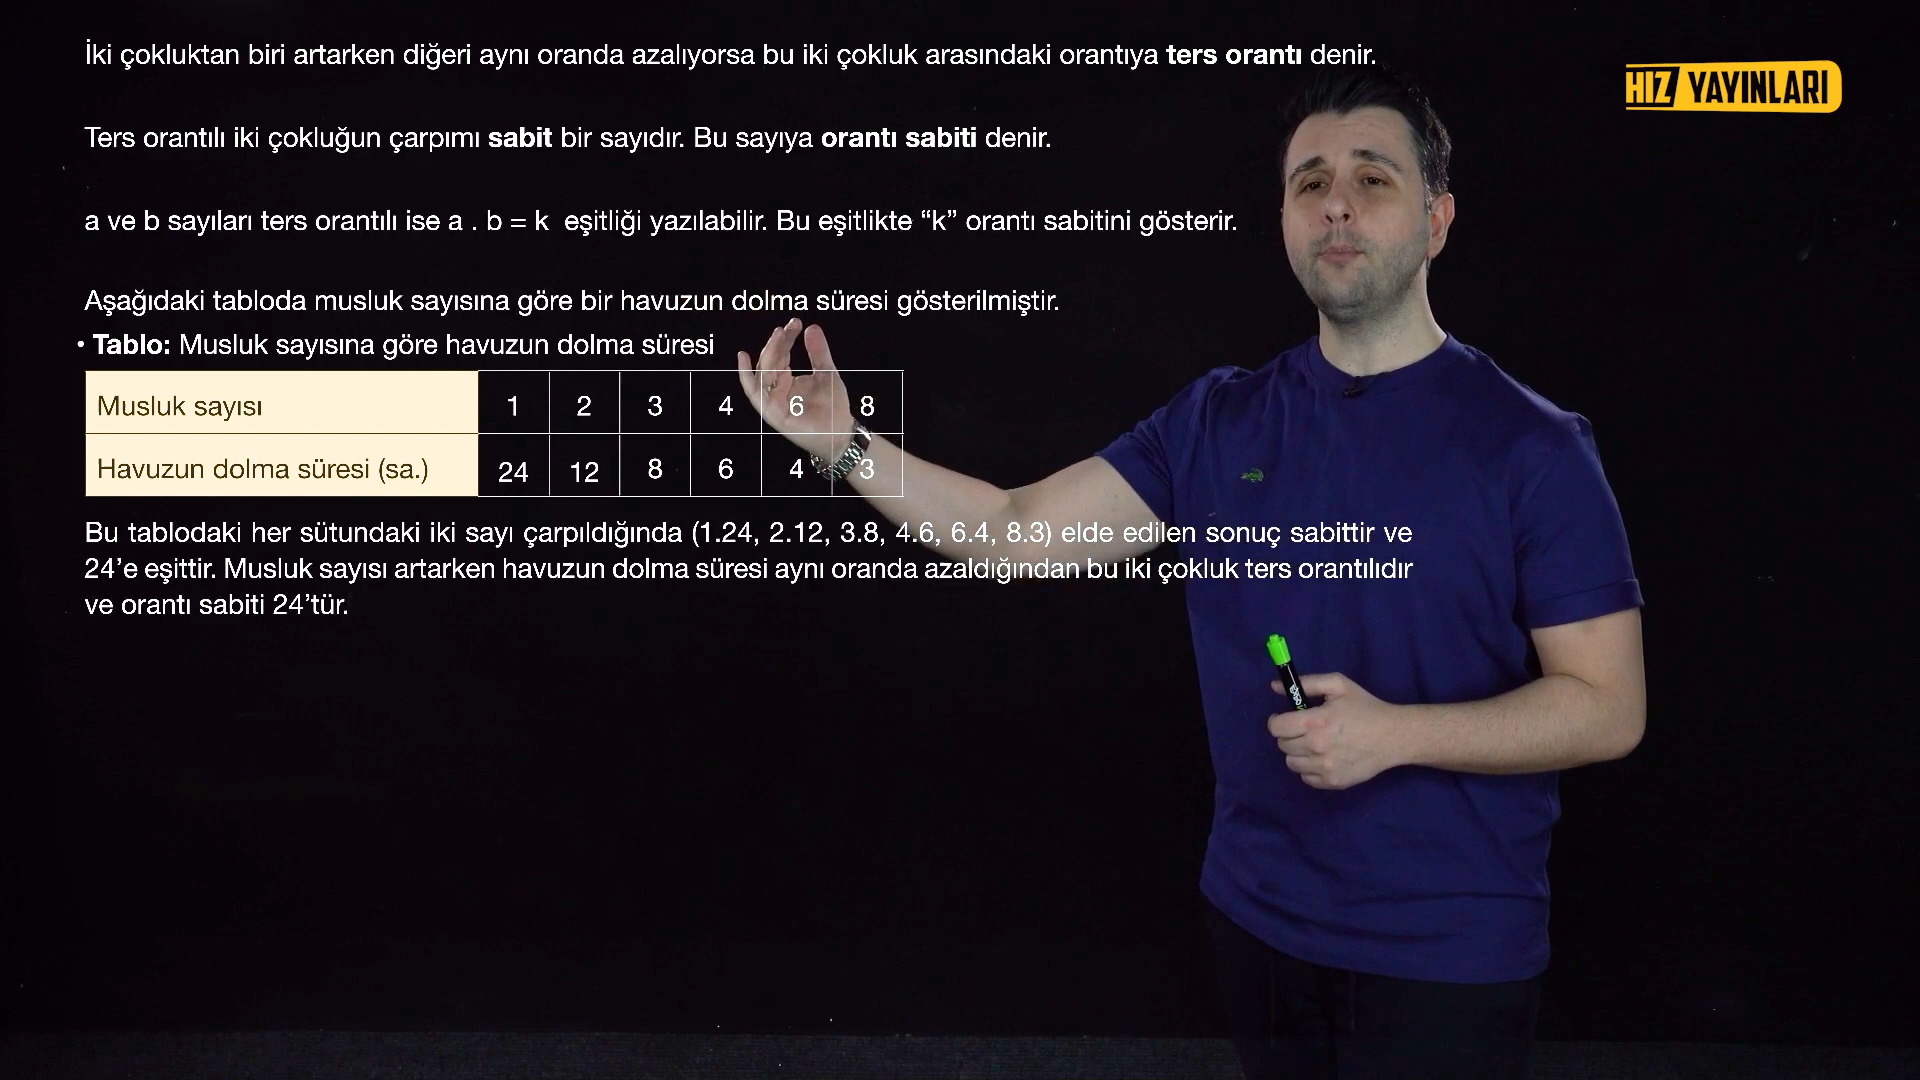 İki çokluktan biri artarken diğeri aynı oranda azalıyorsa bu iki çokluk arasındaki orantıya ters orantı denir.
HIZ YAYINLARI
Ters orantılı iki çokluğun çarpımı sabit bir sayıdır. Bu sayıya orantı sabiti denir.
a ve b sayıları ters orantılı ise a . b = k eşitliği yazılabilir. Bu eşitlikte “k” orantı sabitini gösterir.
Aşağıdaki tabloda musluk sayısına göre bir havuzun dolma süresi gösterilmiştir.
• Tablo: Musluk sayısına göre havuzun dolma süresi
Musluk sayısı 1 2 3 4 6 8
Havuzun dolma süresi (sa.) 24 12 8 6 4 3
Bu tablodaki her sütundaki iki sayı çarpıldığında (1.24, 2.12, 3.8, 4.6, 6.4, 8.3) elde edilen sonuç sabittir ve
24’e eşittir. Musluk sayısı artarken havuzun dolma süresi aynı oranda azaldığından bu iki çokluk ters orantılıdır
ve orantı sabiti 24’tür.